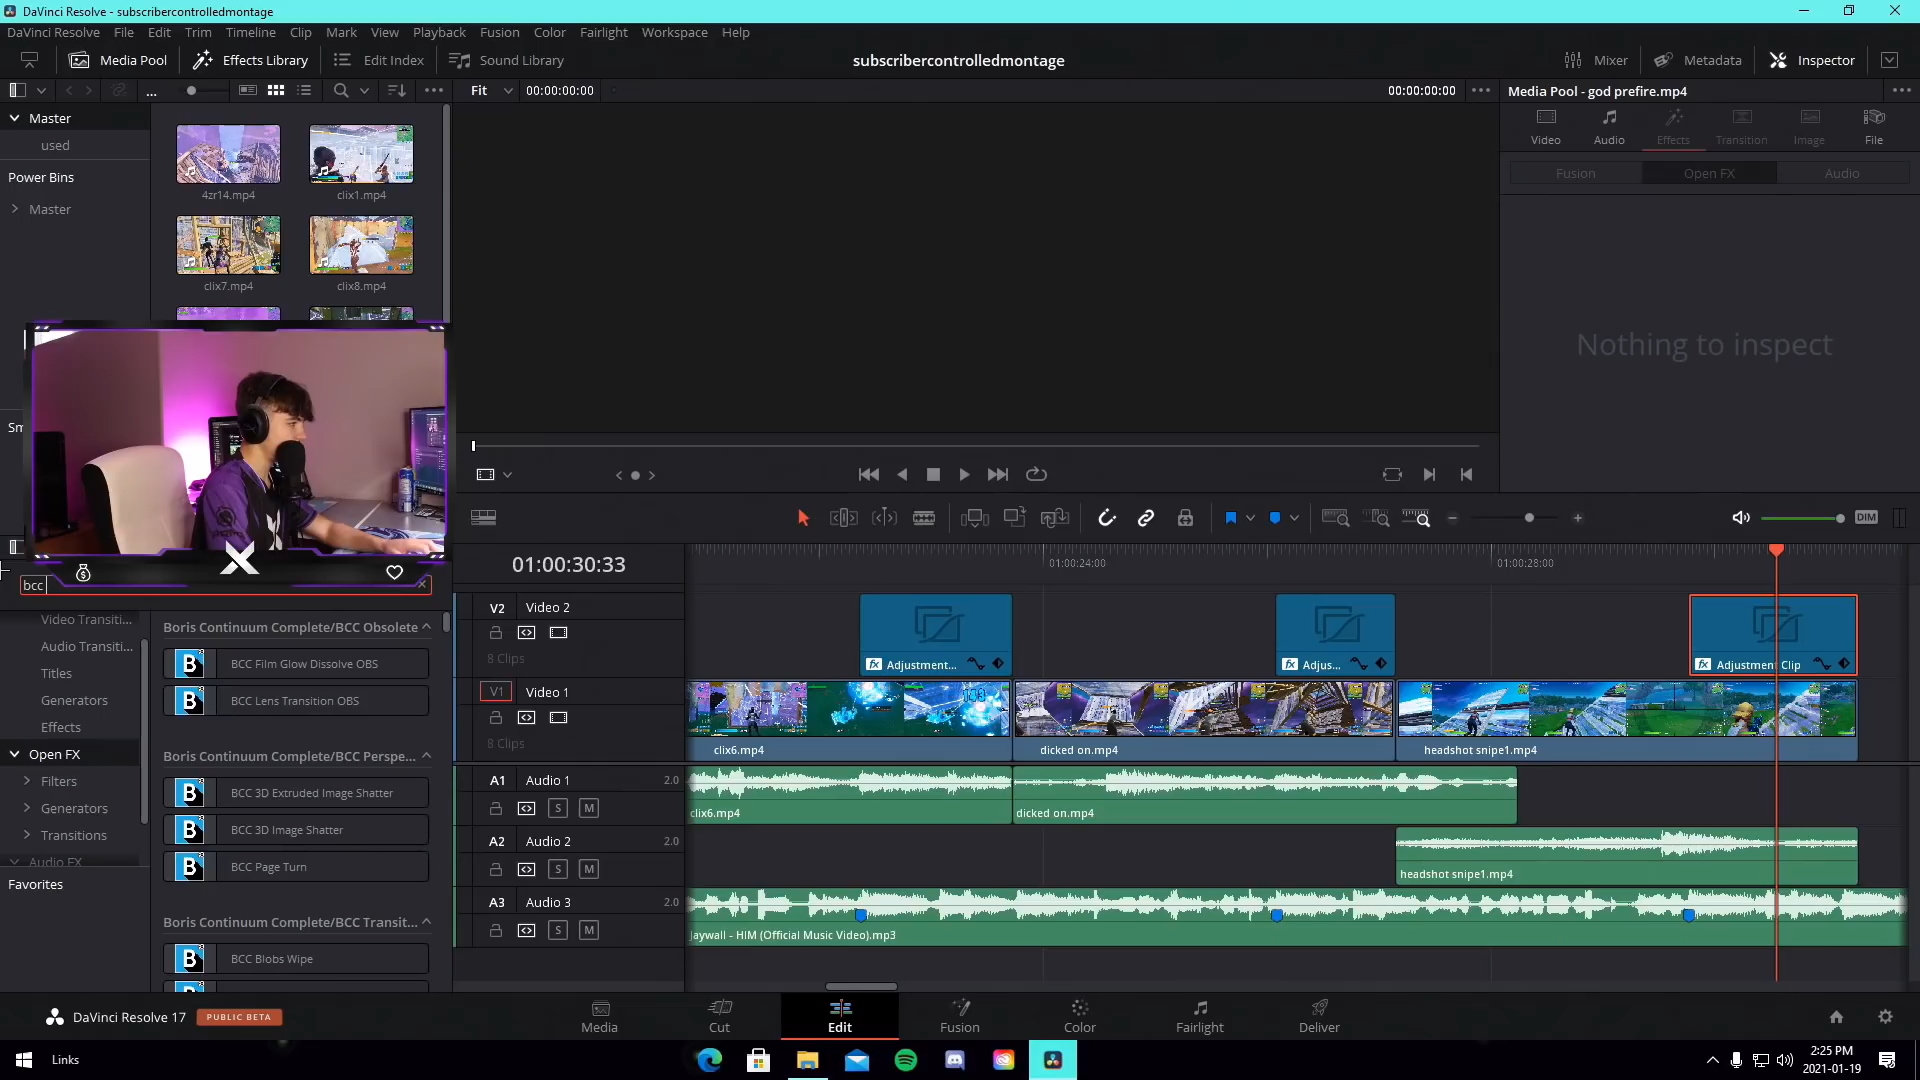 DaVinci Resolve - subscribercontrolledmontage
DaVinci Resolve File Edit Trim Timeline Clip Mark View Playback Fusion Color Fairlight Workspace Help
Media Pool Effects Library Edit Index Sound Library subscribercontrolledmontage Mixer Metadata Inspector
... Fit 00:00:00:00 00:00:00:00 Media Pool - god prefire.mp4
Master
used
Power Bins
Master
4zr14.mp4 clix1.mp4
clix7.mp4 clix8.mp4
Video Audio Effects Transition Image File
Fusion Open FX Audio
Nothing to inspect
Sm
bcc
DIM
Video Transiti...
Audio Transiti...
Titles
Generators
Effects
Open FX
Filters
Generators
Transitions
Audio FX
Favorites
Boris Continuum Complete/BCC Obsolete
BCC Film Glow Dissolve OBS
BCC Lens Transition OBS
Boris Continuum Complete/BCC Perspe...
BCC 3D Extruded Image Shatter
BCC 3D Image Shatter
BCC Page Turn
Boris Continuum Complete/BCC Transit...
BCC Blobs Wipe
01:00:30:33 01:00:24:00 01:00:28:00
V2 Video 2
8 Clips
fx Adjustment... fx Adjus... fx Adjustment Clip
V1 Video 1
8 Clips
clix6.mp4 dicked on.mp4 headshot snipe1.mp4
A1 Audio 1 2.0
S M
clix6.mp4 dicked on.mp4
A2 Audio 2 2.0
S M
headshot snipe1.mp4
A3 Audio 3 2.0
S M
Jaywall - HIM (Official Music Video).mp3
DaVinci Resolve 17 PUBLIC BETA
Media Cut Edit Fusion Color Fairlight Deliver
Links
2:25 PM
2021-01-19